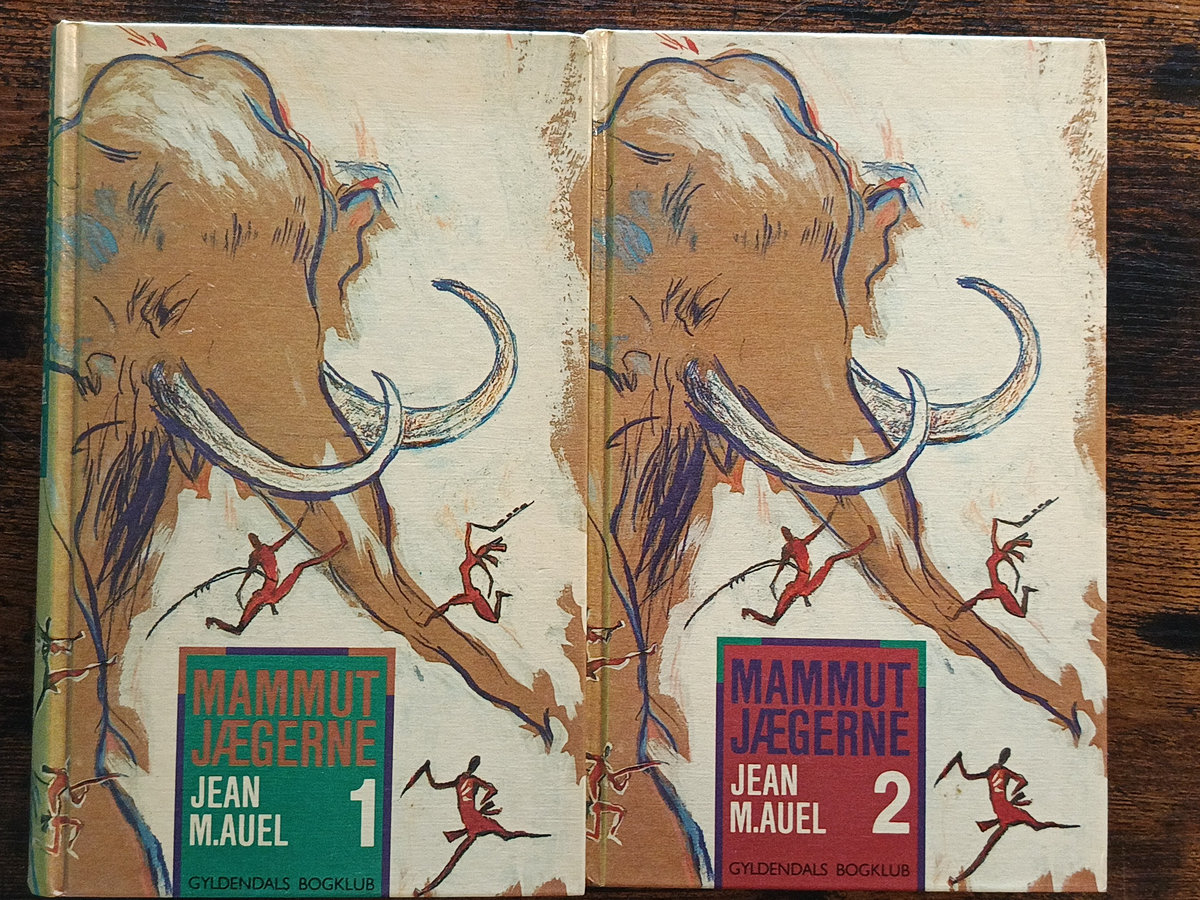 MAMMUT
JÆGERNE
JEAN
M.AUEL
1
GYLDENDALS BOGKLUB
MAMMUT
JÆGERNE
JEAN
M.AUEL
2
GYLDENDALS BOGKLUB